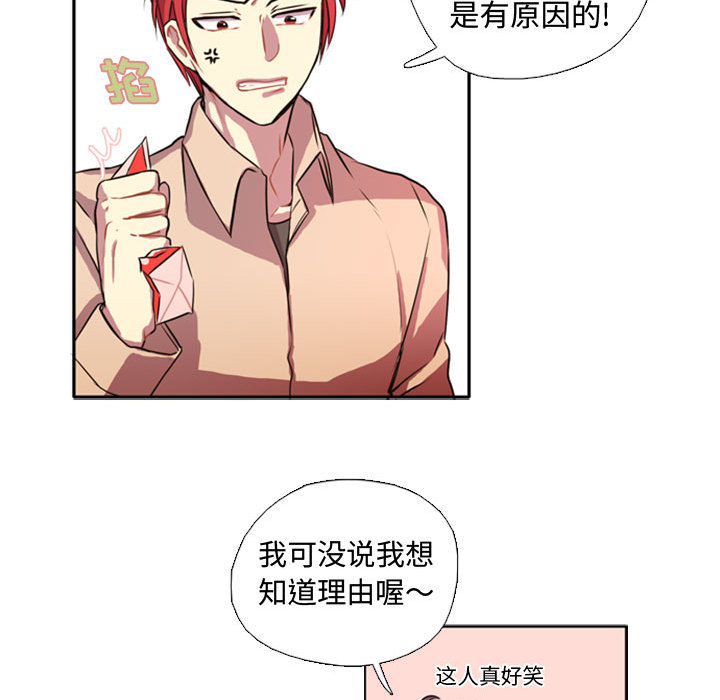 是有原因的!
掐
我可没说我想
知道理由喔～
这人真好笑